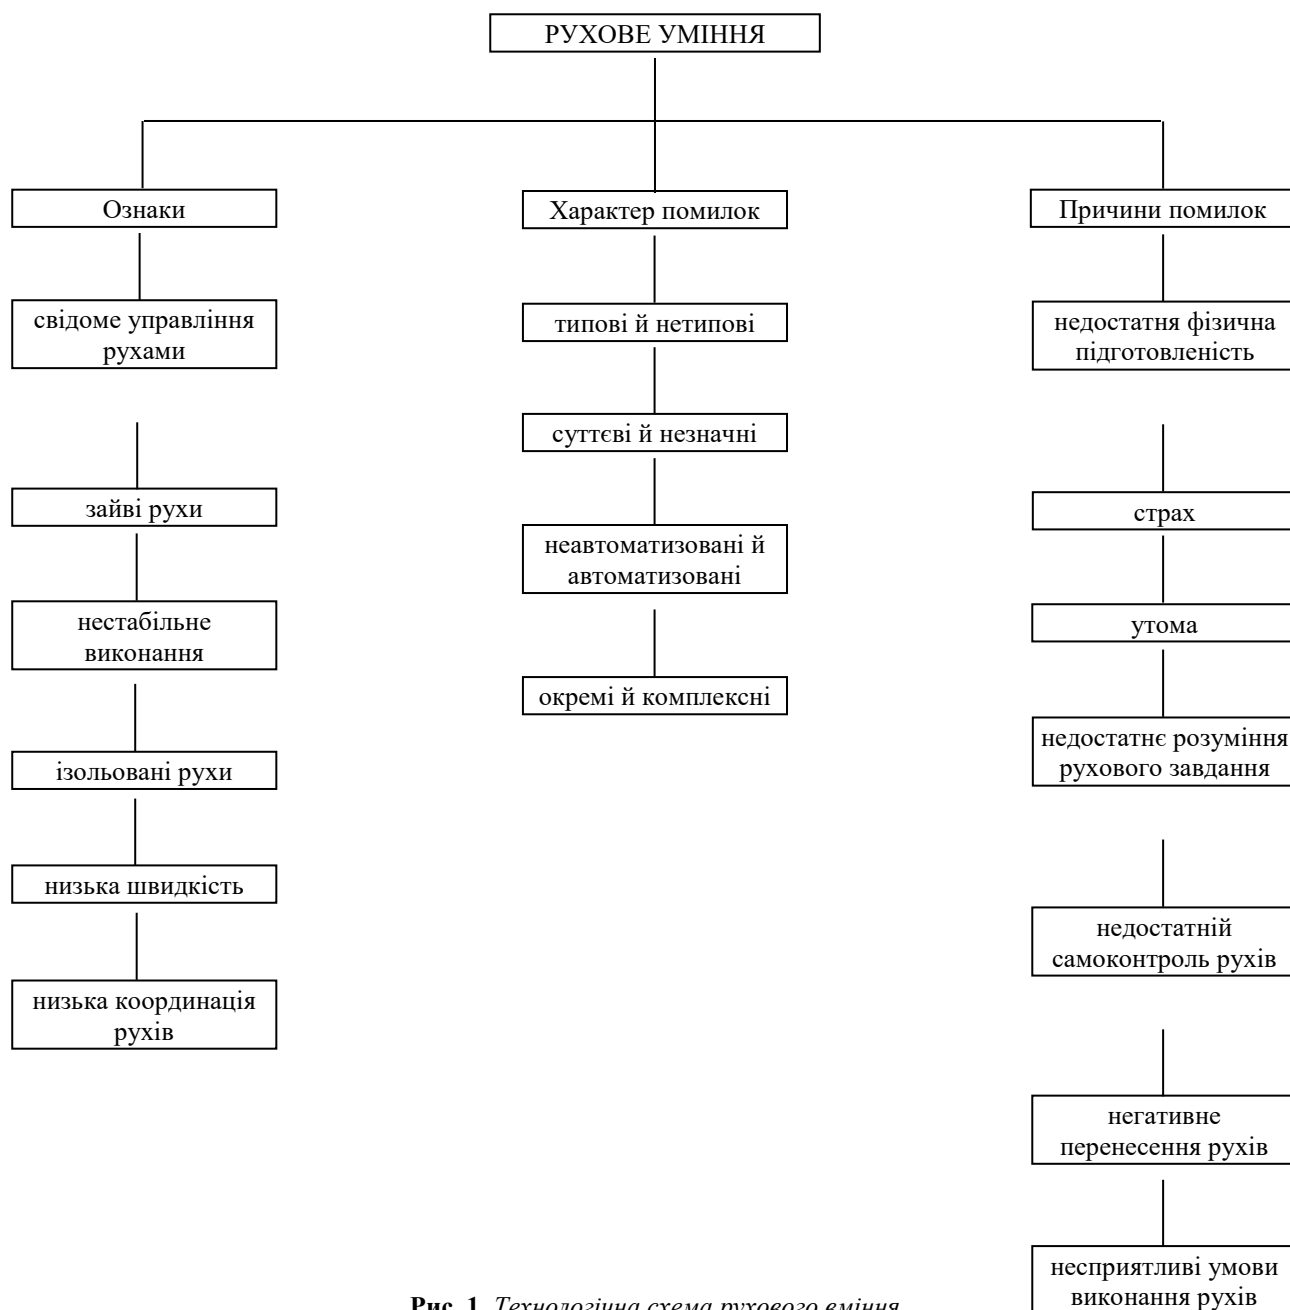 РУХОВЕ УМІННЯ
Ознаки
свідоме управління
рухами
зайві рухи
нестабільне
виконання
ізольовані рухи
низька швидкість
низька координація
рухів
Характер помилок
типові й нетипові
суттєві й незначні
неавтоматизовані й
автоматизовані
окремі й комплексні
Причини помилок
недостатня фізична
підготовленість
страх
утома
недостатнє розуміння
рухового завдання
недостатній
самоконтроль рухів
негативне
перенесення рухів
несприятливі умови
виконання рухів
Рис. 1. Технологічна схема рухового вміння